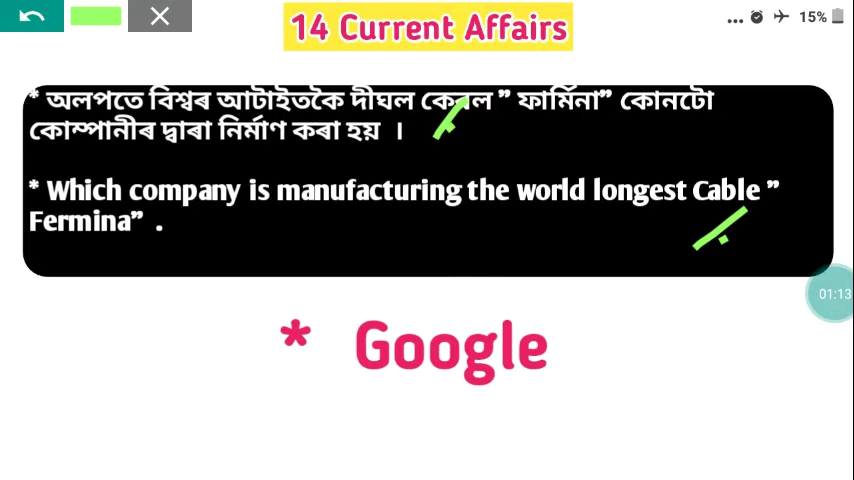 14 Current Affairs
... 15%
* অলপতে বিশ্বৰ আটাইতকৈ দীঘল কেবল ” ফাৰ্মিনা” কোনটো
কোম্পানীৰ দ্বাৰা নিৰ্মাণ কৰা হয় ।
* Which company is manufacturing the world longest Cable ”
Fermina” .
01:13
* Google